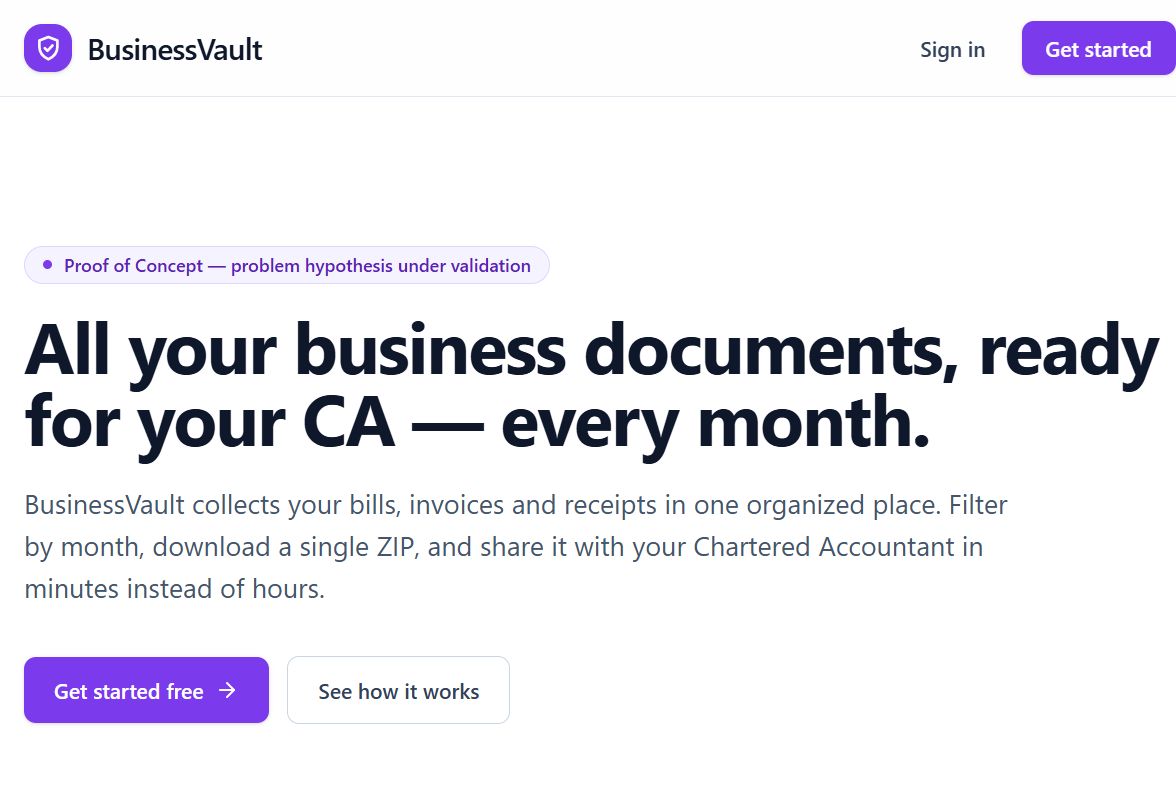 BusinessVault
Sign in
Get started
Proof of Concept — problem hypothesis under validation
All your business documents, ready
for your CA — every month.
BusinessVault collects your bills, invoices and receipts in one organized place. Filter
by month, download a single ZIP, and share it with your Chartered Accountant in
minutes instead of hours.
Get started free →
See how it works